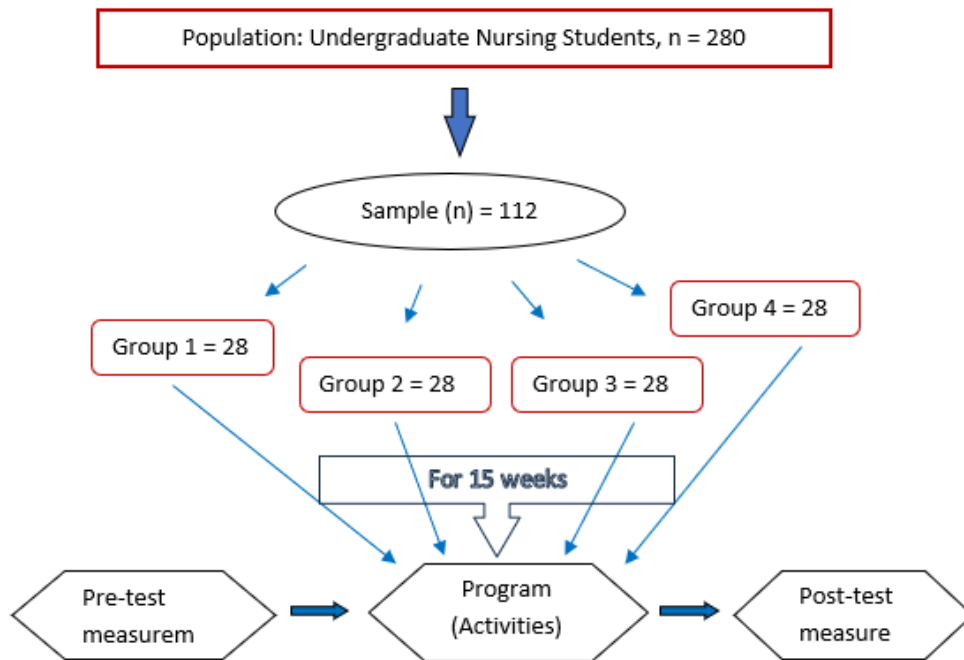 Population: Undergraduate Nursing Students, n = 280
Sample (n) = 112
Group 1 = 28
Group 2 = 28
Group 3 = 28
Group 4 = 28
For 15 weeks
Pre-test
measurem
Program
(Activities)
Post-test
measure